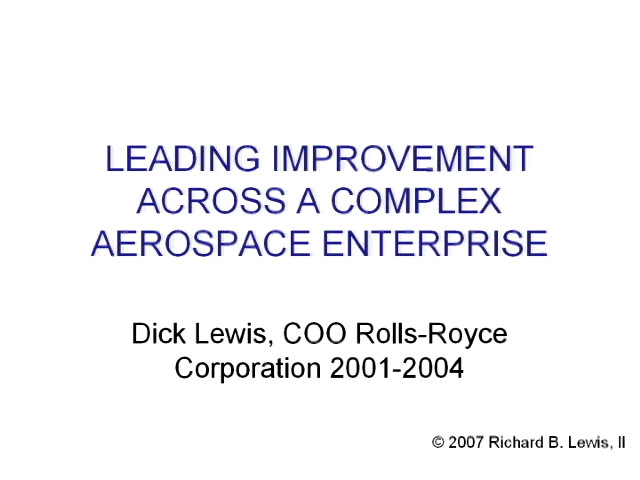 LEADING IMPROVEMENT
ACROSS A COMPLEX
AEROSPACE ENTERPRISE
Dick Lewis, COO Rolls-Royce
Corporation 2001-2004
© 2007 Richard B. Lewis, II